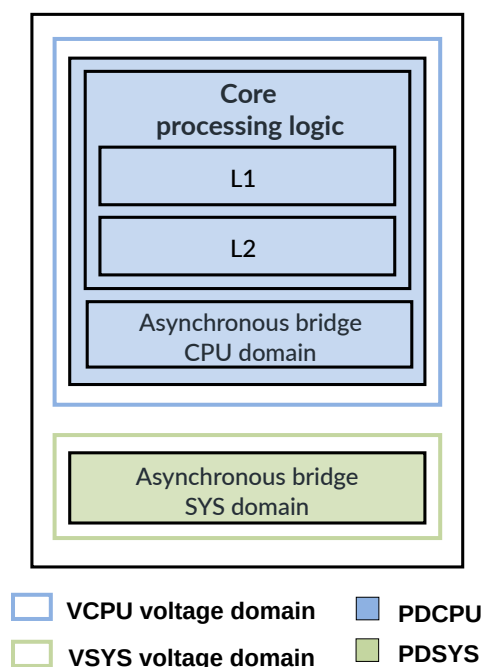 Core
processing logic
L1
L2
Asynchronous bridge
CPU domain
Asynchronous bridge
SYS domain
VCPU voltage domain
PDCPU
VSYS voltage domain
PDSYS